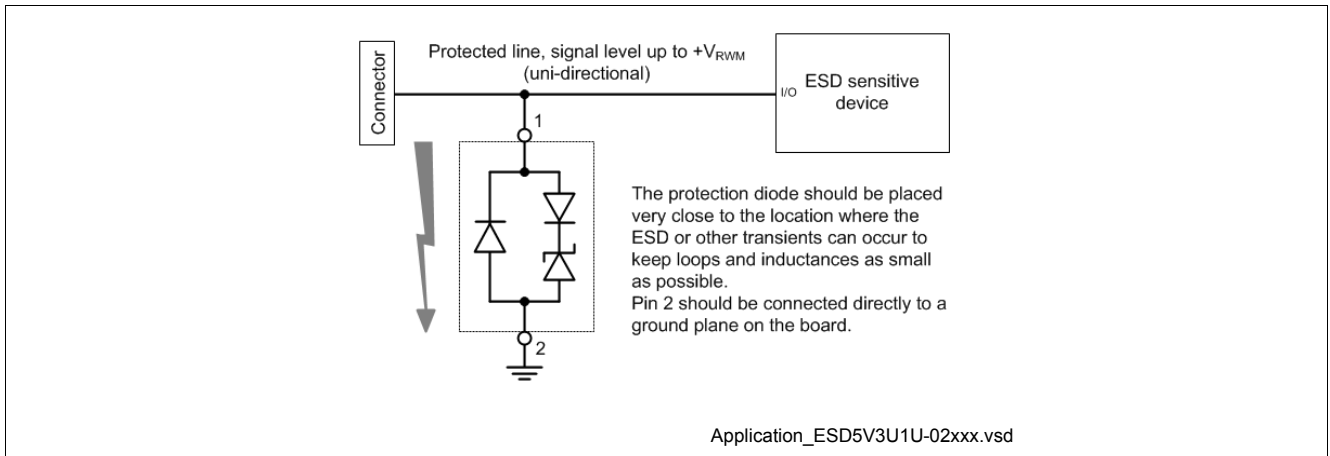 Connector
Protected line, signal level up to +VRWM
(uni-directional)
I/O
ESD sensitive
device
1
The protection diode should be placed
very close to the location where the
ESD or other transients can occur to
keep loops and inductances as small
as possible.
Pin 2 should be connected directly to a
ground plane on the board.
2
Application_ESD5V3U1U-02xxx.vsd